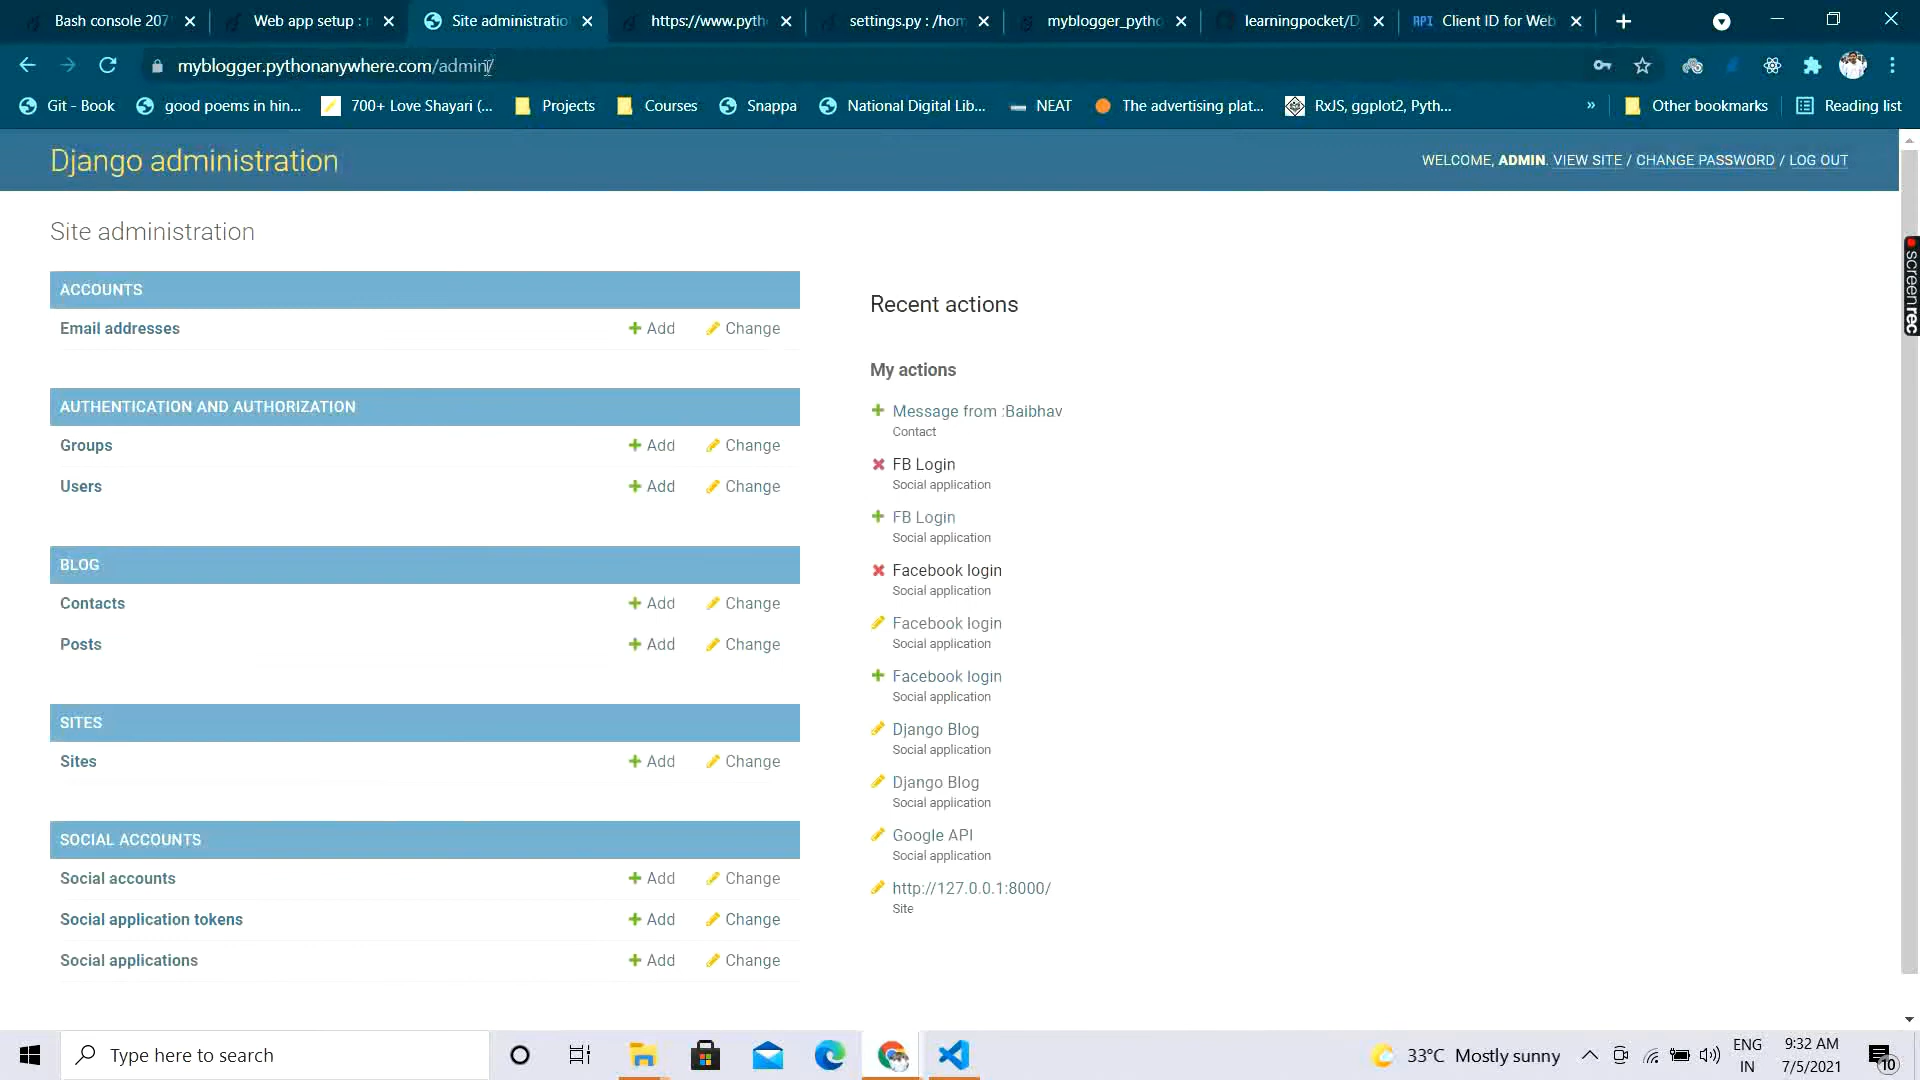 Bash console 207
Web app setup :
Site administratio
https://www.pyth
settings.py : /hom
myblogger_pytho
learningpocket/D
API Client ID for Web
myblogger.pythonanywhere.com/admin/
Git - Book
good poems in hin...
700+ Love Shayari (...
Projects
Courses
Snappa
National Digital Lib...
NEAT
The advertising plat...
RxJS, ggplot2, Pyth...
»
Other bookmarks
Reading list
Django administration
WELCOME, ADMIN. VIEW SITE / CHANGE PASSWORD / LOG OUT
Site administration
ACCOUNTS
Email addresses Add Change
AUTHENTICATION AND AUTHORIZATION
Groups Add Change
Users Add Change
BLOG
Contacts Add Change
Posts Add Change
SITES
Sites Add Change
SOCIAL ACCOUNTS
Social accounts Add Change
Social application tokens Add Change
Social applications Add Change
Recent actions
My actions
Message from :Baibhav
Contact
FB Login
Social application
FB Login
Social application
Facebook login
Social application
Facebook login
Social application
Facebook login
Social application
Django Blog
Social application
Django Blog
Social application
Google API
Social application
http://127.0.0.1:8000/
Site
screenrec
Type here to search
33°C Mostly sunny
ENG
IN
9:32 AM
7/5/2021
10